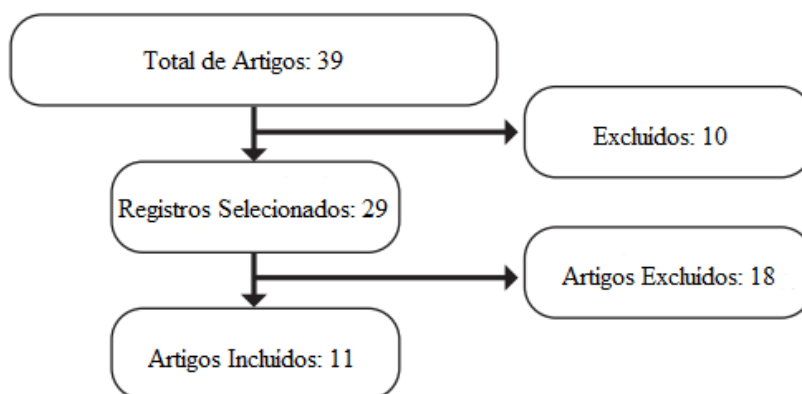 Total de Artigos: 39
Excluídos: 10
Registros Selecionados: 29
Artigos Excluídos: 18
Artigos Incluídos: 11